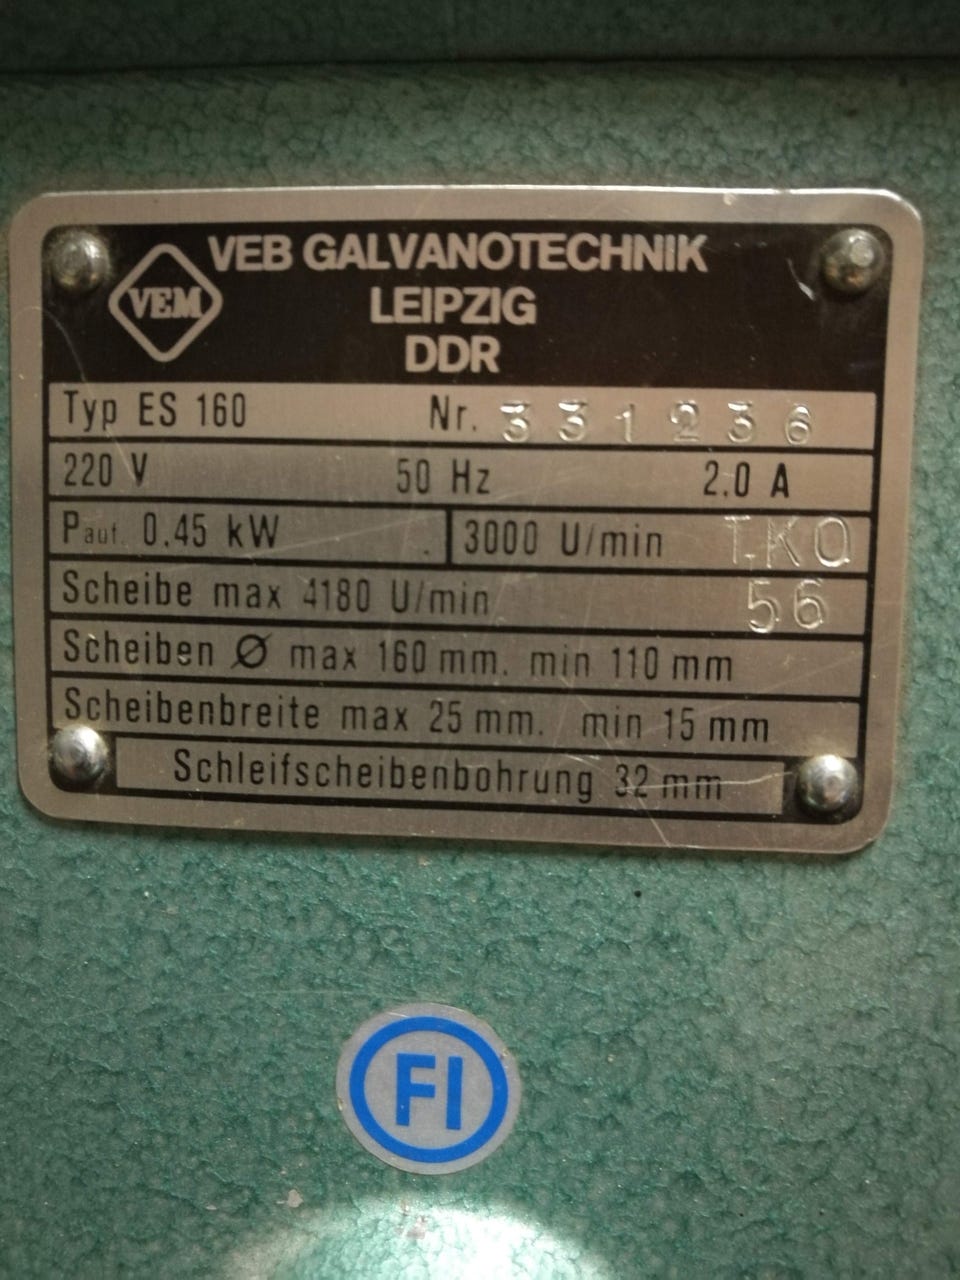 VEM
VEB GALVANOTECHNIK
LEIPZIG
DDR
Typ ES 160 Nr. 331236
220 V 50 Hz 2.0 A
Pauf. 0,45 kW 3000 U/min TKO
Scheibe max 4180 U/min 56
Scheiben Ø max 160 mm. min 110 mm
Scheibenbreite max 25 mm. min 15 mm
Schleifscheibenbohrung 32 mm
FI